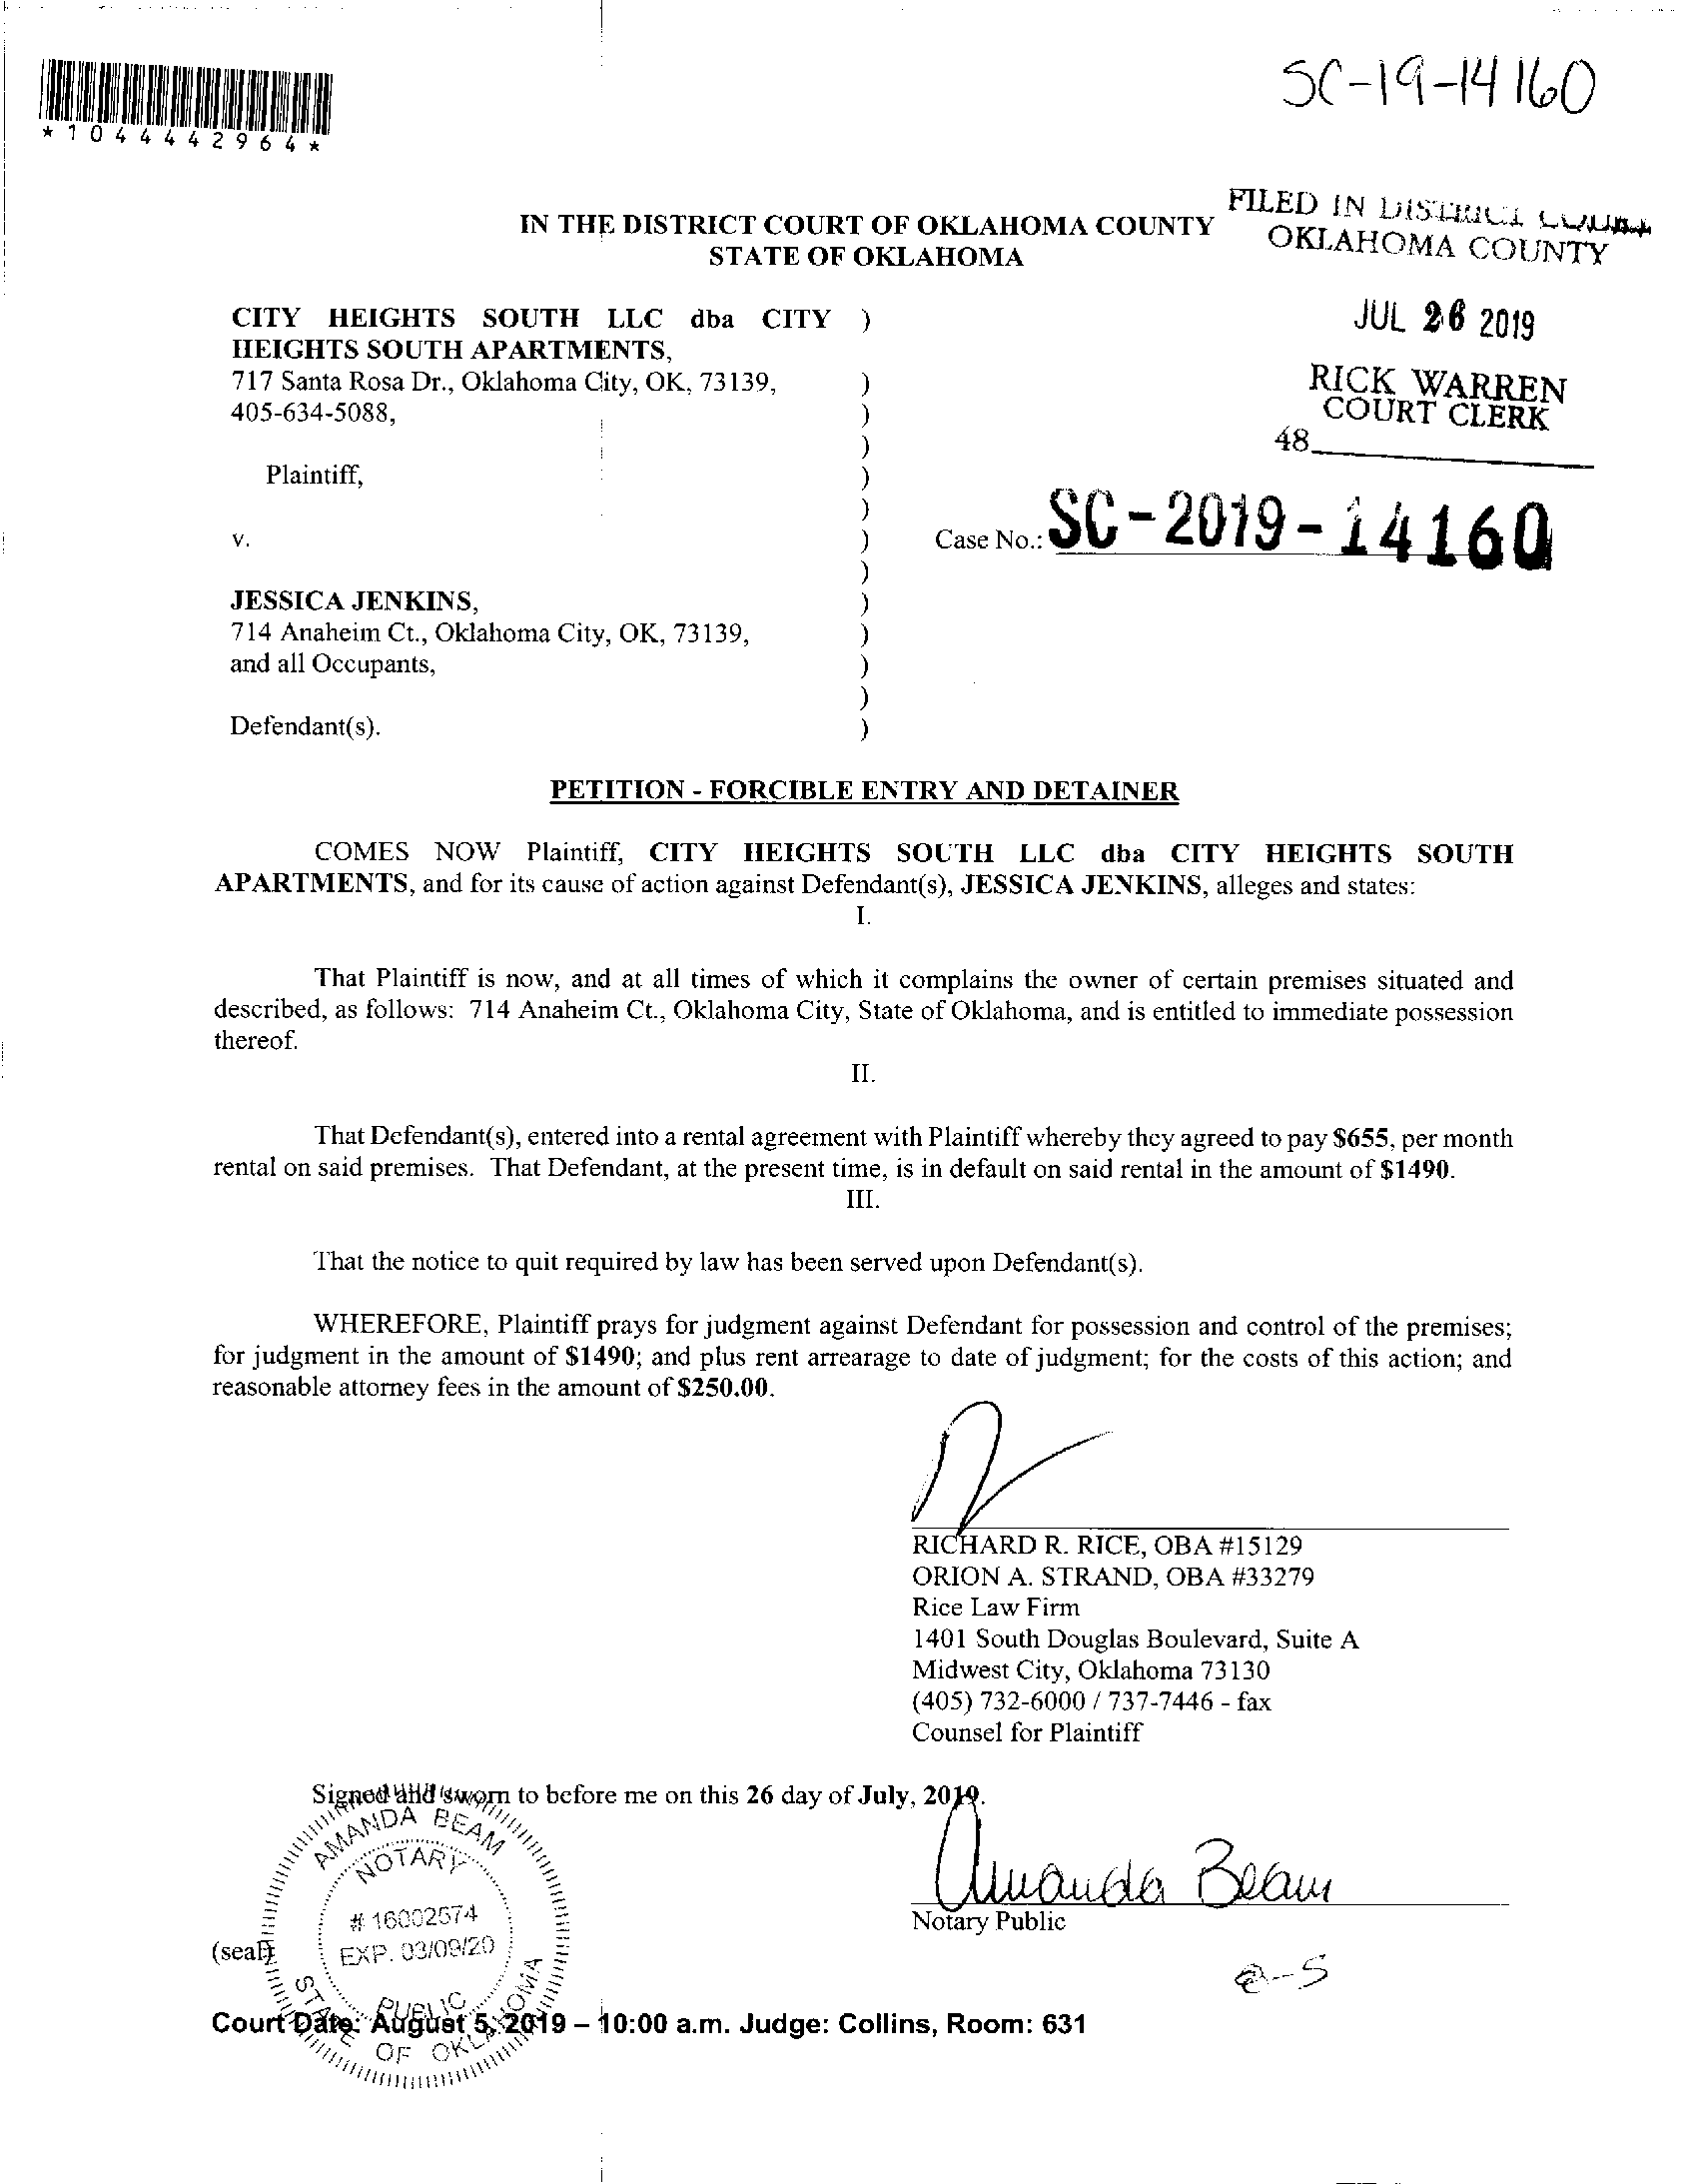 SC-19-14160
*1044442964*
FILED IN DISTRICT COURT
OKLAHOMA COUNTY
IN THE DISTRICT COURT OF OKLAHOMA COUNTY
STATE OF OKLAHOMA
JUL 26 2019
RICK WARREN
COURT CLERK
48
CITY HEIGHTS SOUTH LLC dba CITY )
HEIGHTS SOUTH APARTMENTS,
717 Santa Rosa Dr., Oklahoma City, OK, 73139, )
405-634-5088, )
)
Plaintiff, )
)
v. ) Case No.: SC-2019-14160
)
JESSICA JENKINS, )
714 Anaheim Ct., Oklahoma City, OK, 73139, )
and all Occupants, )
)
Defendant(s). )
PETITION - FORCIBLE ENTRY AND DETAINER
COMES NOW Plaintiff, CITY HEIGHTS SOUTH LLC dba CITY HEIGHTS SOUTH
APARTMENTS, and for its cause of action against Defendant(s), JESSICA JENKINS, alleges and states:
I.
That Plaintiff is now, and at all times of which it complains the owner of certain premises situated and
described, as follows: 714 Anaheim Ct., Oklahoma City, State of Oklahoma, and is entitled to immediate possession
thereof.
II.
That Defendant(s), entered into a rental agreement with Plaintiff whereby they agreed to pay $655, per month
rental on said premises. That Defendant, at the present time, is in default on said rental in the amount of $1490.
III.
That the notice to quit required by law has been served upon Defendant(s).
WHEREFORE, Plaintiff prays for judgment against Defendant for possession and control of the premises;
for judgment in the amount of $1490; and plus rent arrearage to date of judgment; for the costs of this action; and
reasonable attorney fees in the amount of $250.00.
RICHARD R. RICE, OBA #15129
ORION A. STRAND, OBA #33279
Rice Law Firm
1401 South Douglas Boulevard, Suite A
Midwest City, Oklahoma 73130
(405) 732-6000 / 737-7446 - fax
Counsel for Plaintiff
Signed and sworn to before me on this 26 day of July, 2019.
Amanda Beam
Notary Public
AMANDA BEAM
NOTARY
# 16002574
EXP. 03/09/20
PUBLIC
STATE OF OKLAHOMA
(seal)
Court Date: August 5, 2019 – 10:00 a.m. Judge: Collins, Room: 631